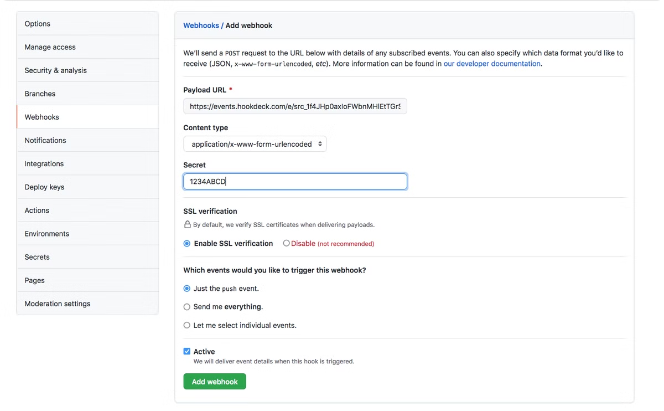 Options
Manage access
Security & analysis
Branches
Webhooks
Notifications
Integrations
Deploy keys
Actions
Environments
Secrets
Pages
Moderation settings
Webhooks / Add webhook
We'll send a POST request to the URL below with details of any subscribed events. You can also specify which data format you'd like to
receive (JSON, x-www-form-urlencoded, etc). More information can be found in our developer documentation.
Payload URL *
https://events.hookdeck.com/e/src_1f4JHp0axIoFWbnMHIEtTGrS
Content type
application/x-www-form-urlencoded
Secret
1234ABCD
SSL verification
By default, we verify SSL certificates when delivering payloads.
Enable SSL verification Disable (not recommended)
Which events would you like to trigger this webhook?
Just the push event.
Send me everything.
Let me select individual events.
Active
We will deliver event details when this hook is triggered.
Add webhook